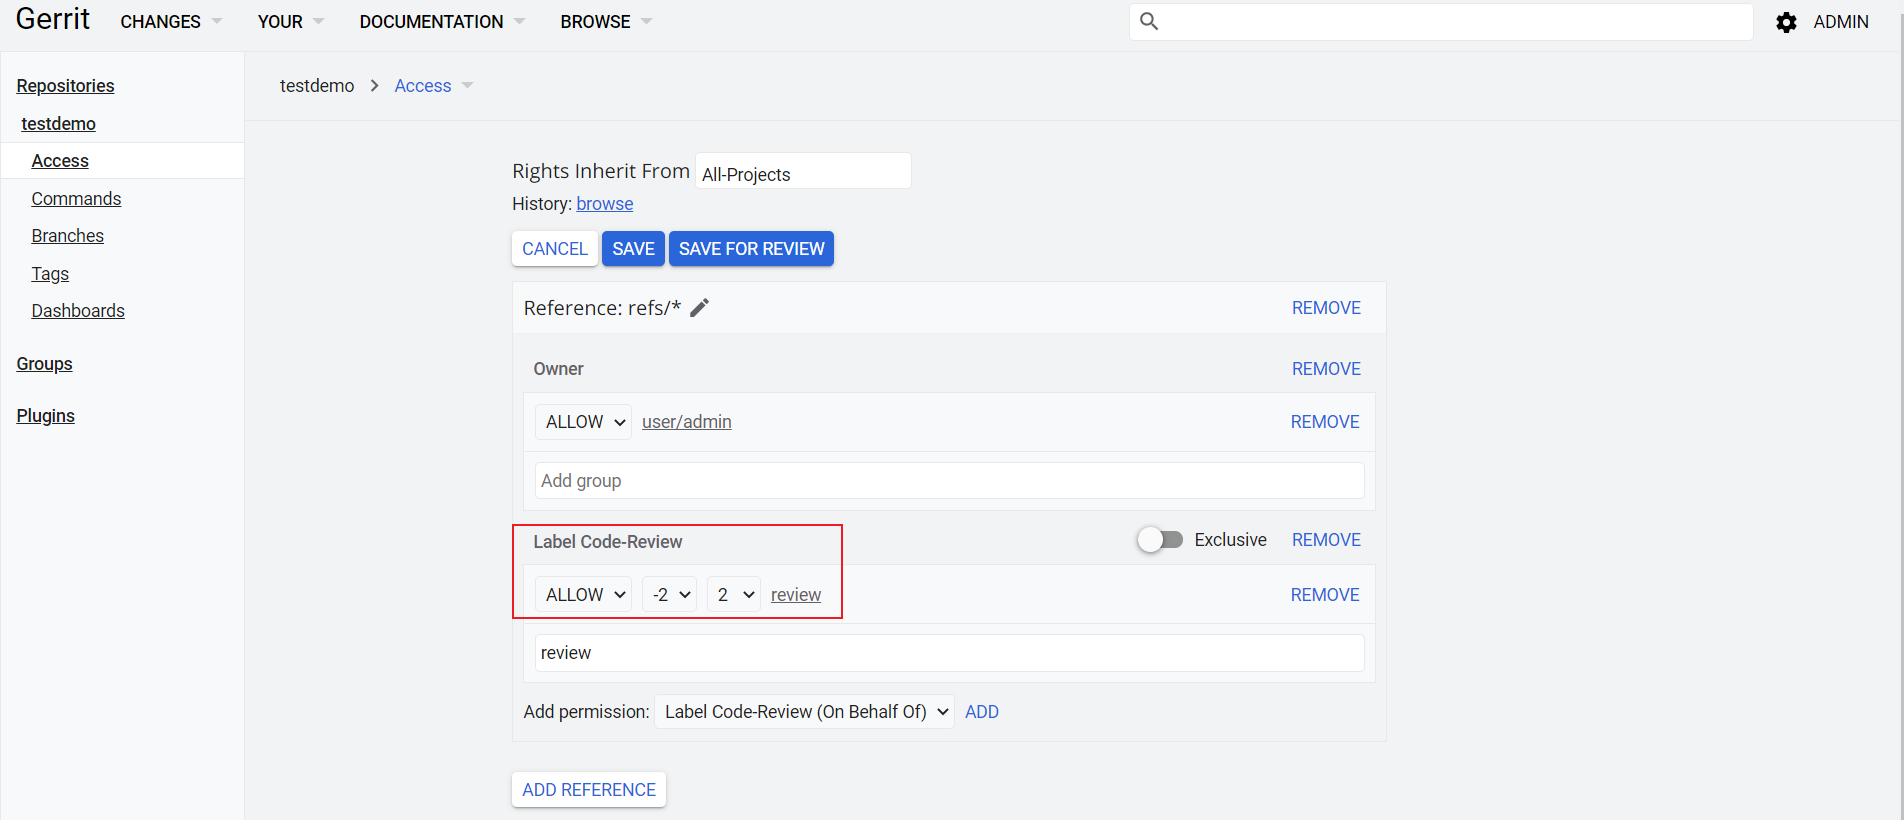 Gerrit CHANGES YOUR DOCUMENTATION BROWSE ADMIN
Repositories
testdemo
Access
Commands
Branches
Tags
Dashboards
Groups
Plugins
testdemo > Access
Rights Inherit From All-Projects
History: browse
CANCEL SAVE SAVE FOR REVIEW
Reference: refs/* REMOVE
Owner REMOVE
ALLOW user/admin REMOVE
Add group
Label Code-Review Exclusive REMOVE
ALLOW -2 2 review REMOVE
review
Add permission: Label Code-Review (On Behalf Of) ADD
ADD REFERENCE